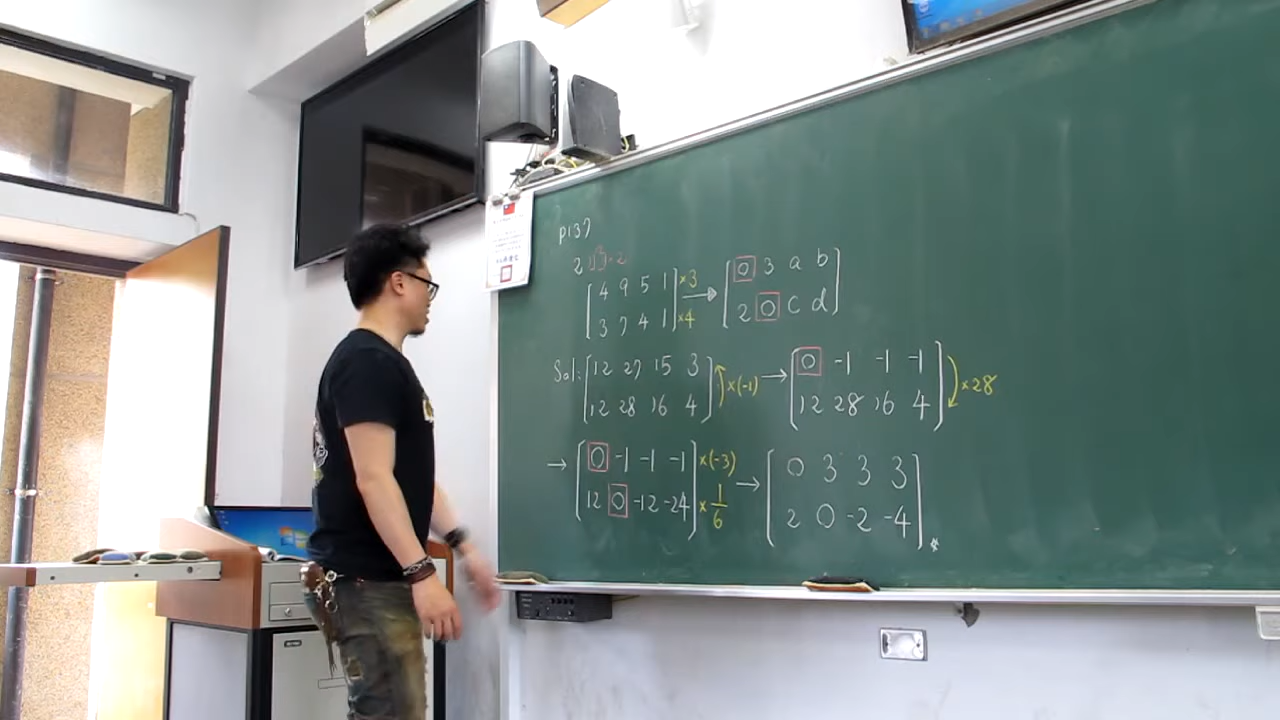 P137
2
[4 9 5 1] ×3 → [0 3 a b]
[3 7 4 1] ×4 [2 0 c d]
Sol: [12 27 15 3] ×(-1) → [0 -1 -1 -1] ×28
[12 28 16 4] [12 28 16 4]
→ [0 -1 -1 -1] ×(-3) → [0 3 3 3]
[12 0 -12 -24] ×1/6 [2 0 -2 -4] *